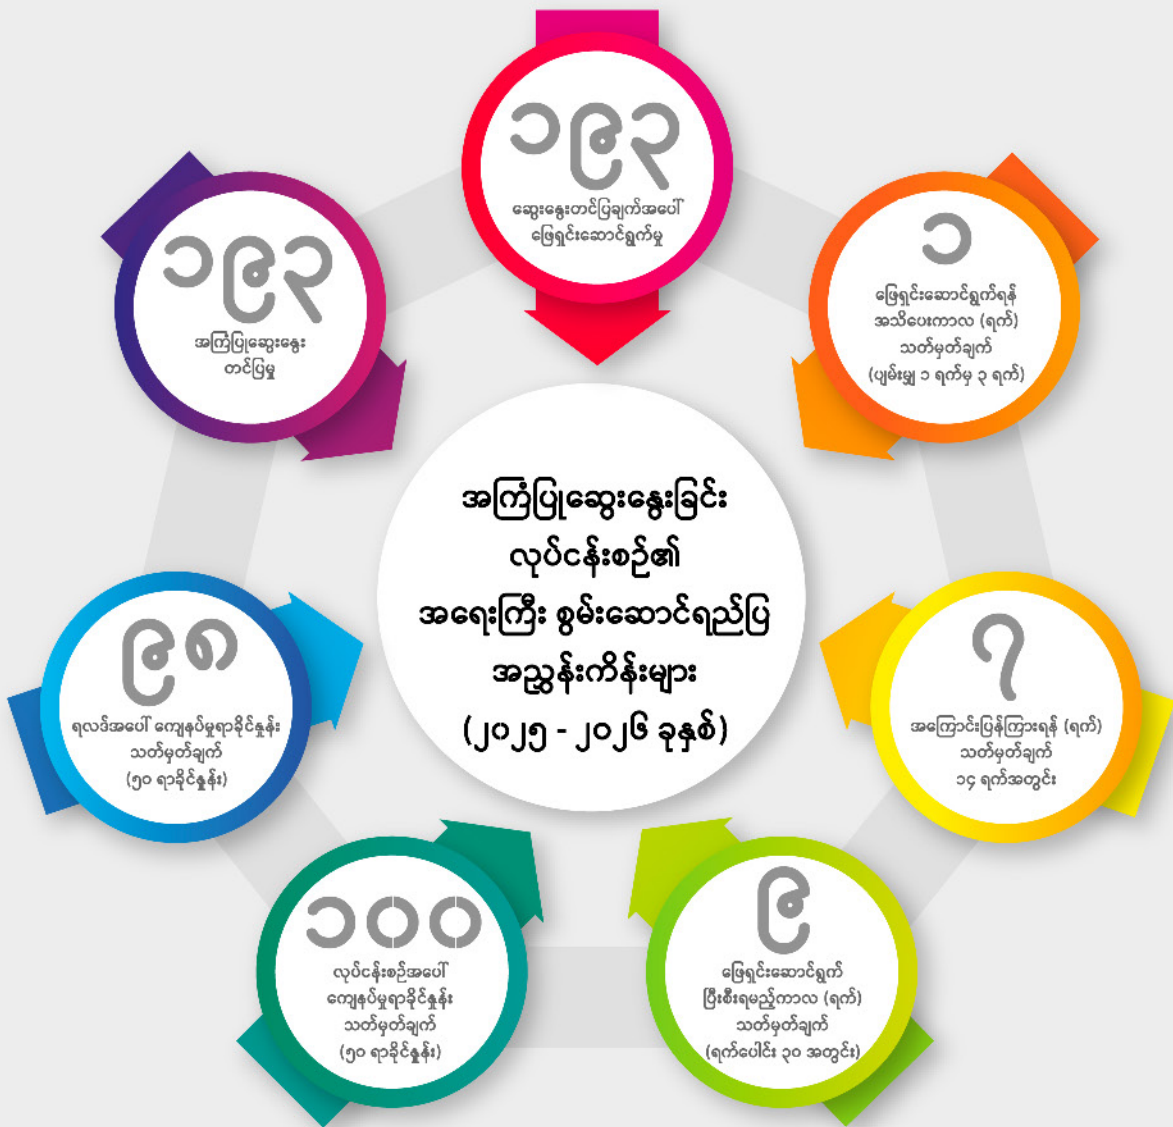 ၁၉၃
ဆွေးနွေးတင်ပြချက်အပေါ်
ဖြေရှင်းဆောင်ရွက်မှု
၁
ဖြေရှင်းဆောင်ရွက်ရန်
အသိပေးကာလ (ရက်)
သတ်မှတ်ချက်
(ပျမ်းမျှ ၁ ရက်မှ ၃ ရက်)
၇
အကြောင်းပြန်ကြားရန် (ရက်)
သတ်မှတ်ချက်
၁၄ ရက်အတွင်း
၉
ဖြေရှင်းဆောင်ရွက်
ပြီးစီးရမည့်ကာလ (ရက်)
သတ်မှတ်ချက်
(ရက်ပေါင်း ၃၀ အတွင်း)
၁၀၀
လုပ်ငန်းစဉ်အပေါ်
ကျေနပ်မှုရာခိုင်နှုန်း
သတ်မှတ်ချက်
(၅၀ ရာခိုင်နှုန်း)
၉၈
ရလဒ်အပေါ် ကျေနပ်မှုရာခိုင်နှုန်း
သတ်မှတ်ချက်
(၅၀ ရာခိုင်နှုန်း)
၁၉၃
အကြံပြုဆွေးနွေး
တင်ပြမှု
အကြံပြုဆွေးနွေးခြင်း
လုပ်ငန်းစဉ်၏
အရေးကြီး စွမ်းဆောင်ရည်ပြ
အညွှန်းကိန်းများ
(၂၀၂၅ - ၂၀၂၆ ခုနှစ်)